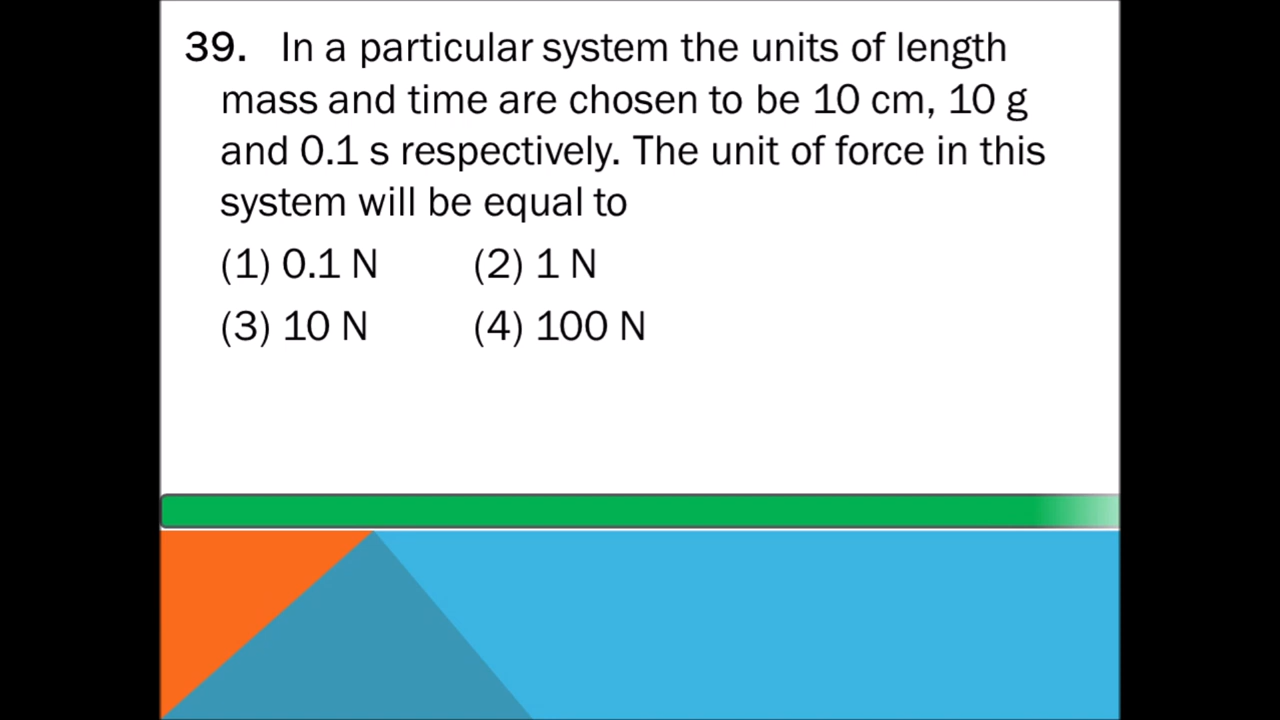 39. In a particular system the units of length
mass and time are chosen to be 10 cm, 10 g
and 0.1 s respectively. The unit of force in this
system will be equal to
(1) 0.1 N (2) 1 N
(3) 10 N (4) 100 N